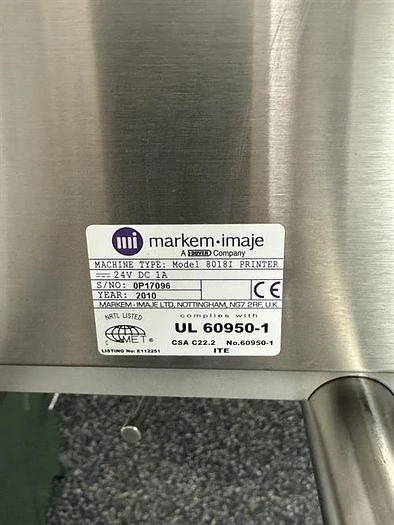 mi markem·imaje
A DOVER Company
MACHINE TYPE: Model 8018I PRINTER
24V DC 1A
S/NO: 0P17096
YEAR: 2010
CE
MARKEM-IMAJE LTD, NOTTINGHAM, NG7 2RF, U.K.
NRTL LISTED
complies with
MET®
UL 60950-1
CSA C22.2 No.60950-1
LISTING No: E112251
ITE